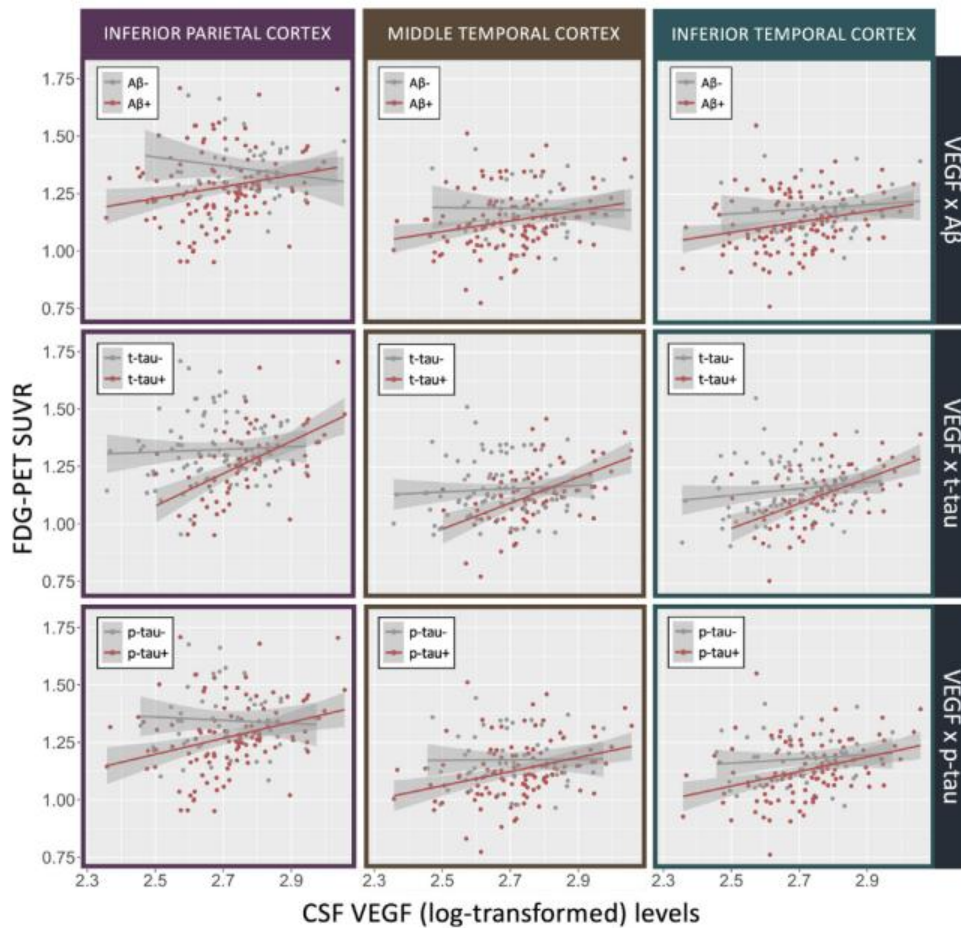 INFERIOR PARIETAL CORTEX
MIDDLE TEMPORAL CORTEX
INFERIOR TEMPORAL CORTEX
FDG-PET SUVR
1.75
1.50
1.25
1.00
0.75
Aβ-
Aβ+
Aβ-
Aβ+
Aβ-
Aβ+
VEGF x Aβ
1.75
1.50
1.25
1.00
0.75
t-tau-
t-tau+
t-tau-
t-tau+
t-tau-
t-tau+
VEGF x t-tau
1.75
1.50
1.25
1.00
0.75
p-tau-
p-tau+
p-tau-
p-tau+
p-tau-
p-tau+
VEGF x p-tau
2.3 2.5 2.7 2.9
2.3 2.5 2.7 2.9
2.3 2.5 2.7 2.9
CSF VEGF (log-transformed) levels